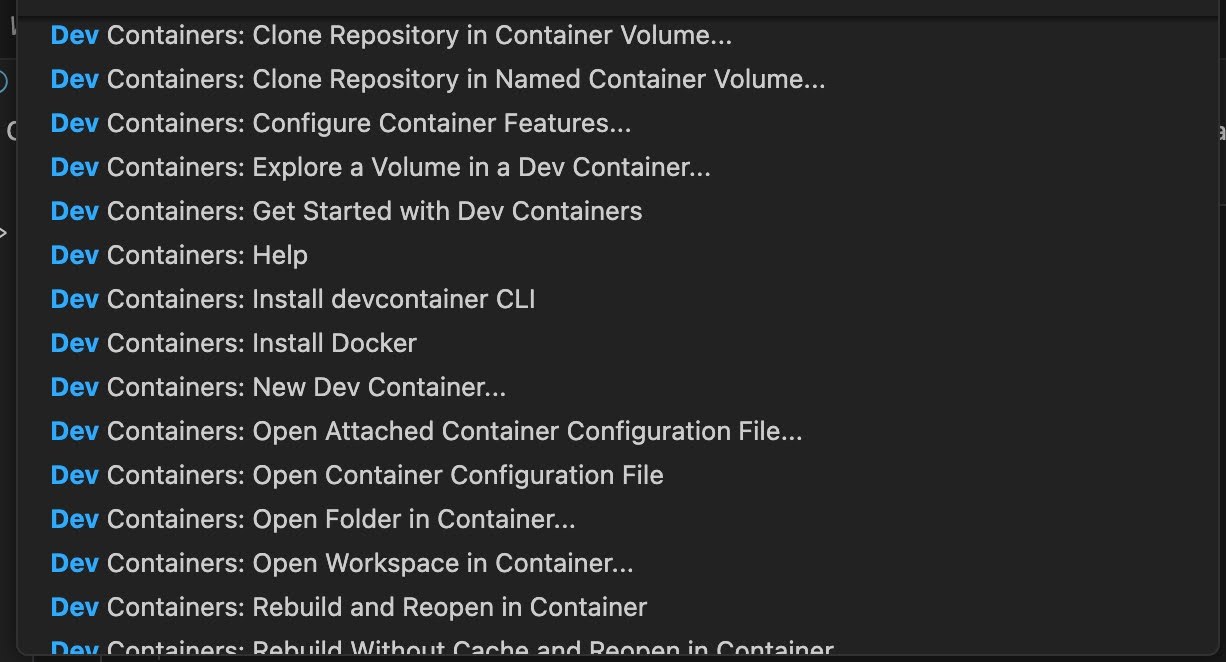 Dev Containers: Clone Repository in Container Volume...
Dev Containers: Clone Repository in Named Container Volume...
Dev Containers: Configure Container Features...
Dev Containers: Explore a Volume in a Dev Container...
Dev Containers: Get Started with Dev Containers
Dev Containers: Help
Dev Containers: Install devcontainer CLI
Dev Containers: Install Docker
Dev Containers: New Dev Container...
Dev Containers: Open Attached Container Configuration File...
Dev Containers: Open Container Configuration File
Dev Containers: Open Folder in Container...
Dev Containers: Open Workspace in Container...
Dev Containers: Rebuild and Reopen in Container
Dev Containers: Rebuild Without Cache and Reopen in Container